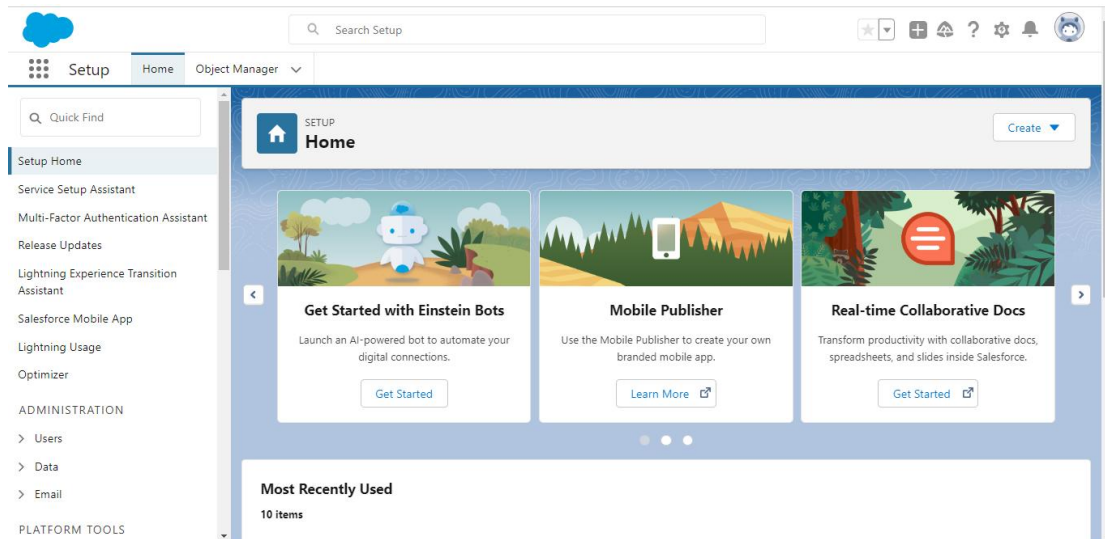 Search Setup
?
Setup
Home
Object Manager
Quick Find
Setup Home
Service Setup Assistant
Multi-Factor Authentication Assistant
Release Updates
Lightning Experience Transition
Assistant
Salesforce Mobile App
Lightning Usage
Optimizer
ADMINISTRATION
Users
Data
Email
PLATFORM TOOLS
SETUP
Home
Create
Get Started with Einstein Bots
Launch an AI-powered bot to automate your
digital connections.
Get Started
Mobile Publisher
Use the Mobile Publisher to create your own
branded mobile app.
Learn More
Real-time Collaborative Docs
Transform productivity with collaborative docs,
spreadsheets, and slides inside Salesforce.
Get Started
Most Recently Used
10 items